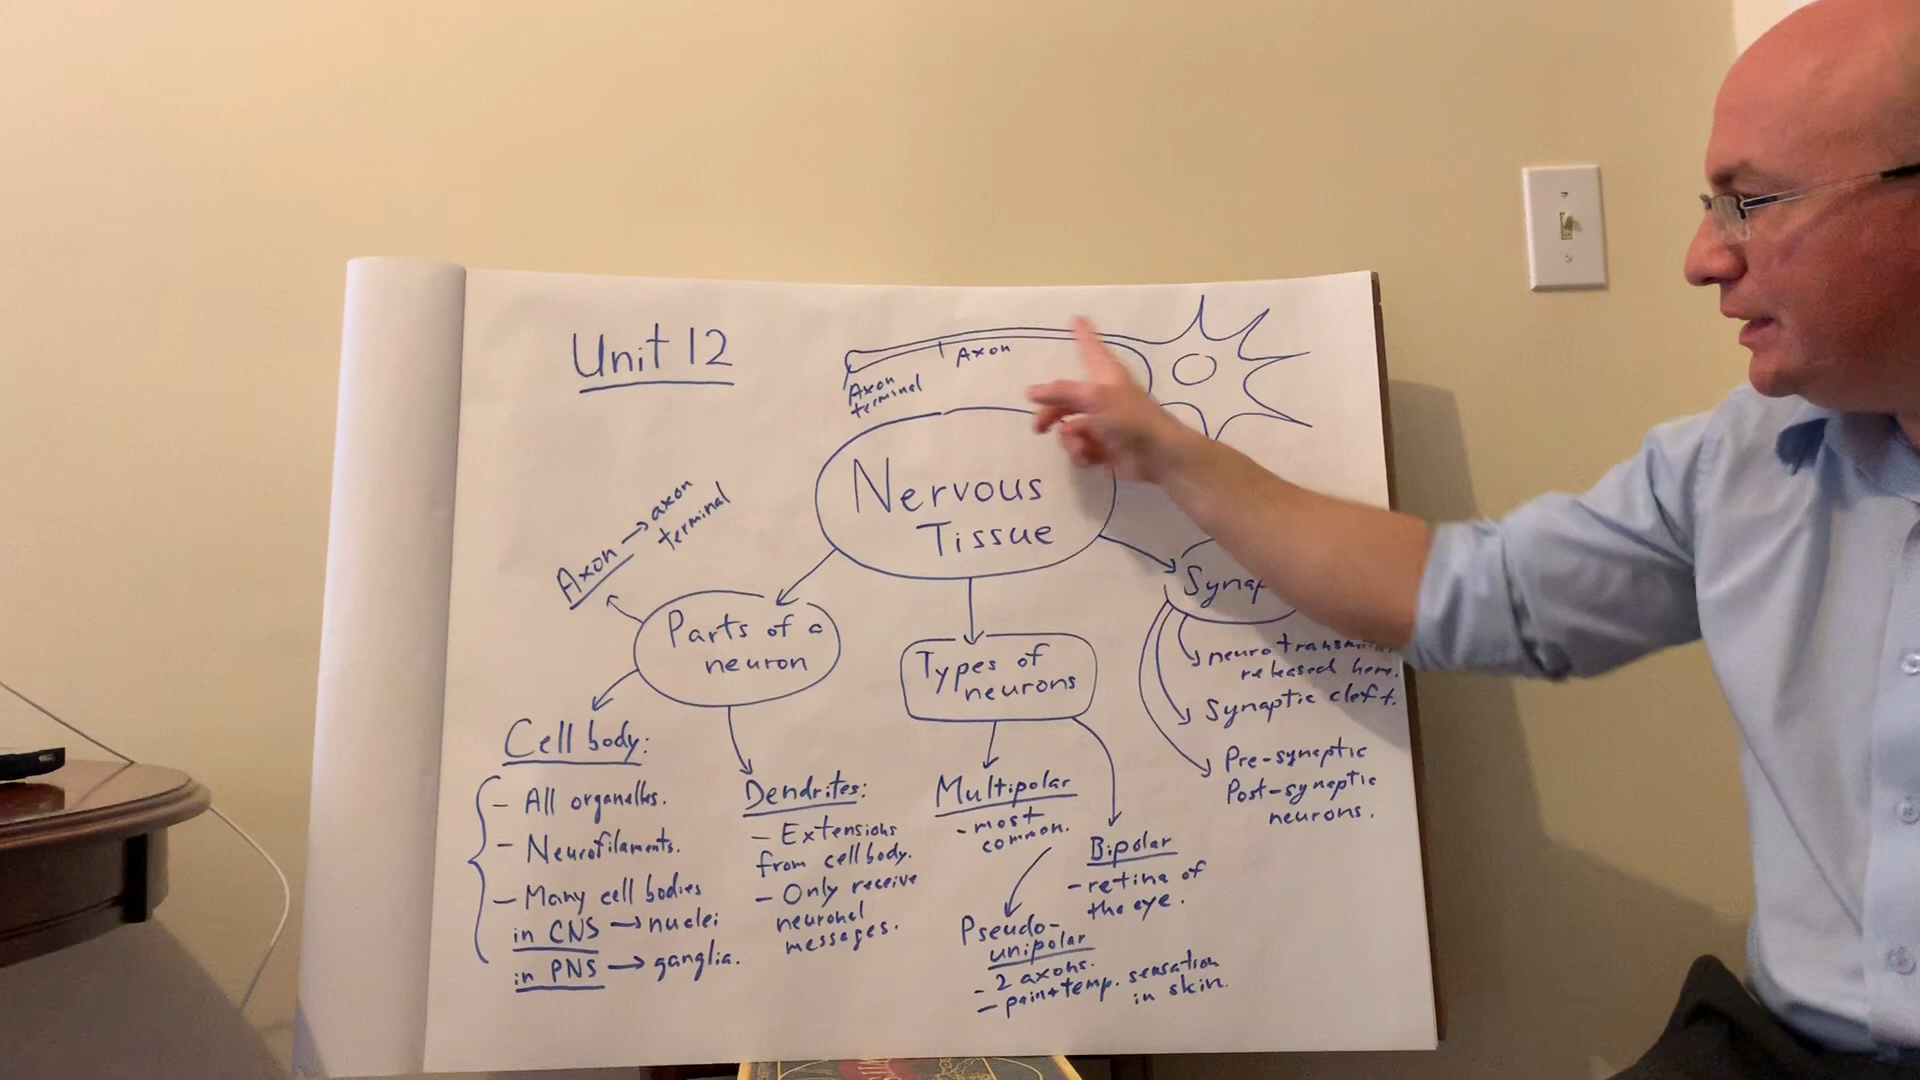 Unit 12
Axon
Axon
terminal
Nervous
Tissue
Axon → axon
terminal
Parts of a
neuron
Cell body:
- All organelles.
- Neurofilaments.
- Many cell bodies
in CNS → nuclei
in PNS → ganglia.
Dendrites:
- Extensions
from cell body.
- Only receive
neuronal
messages.
Types of
neurons
Multipolar
- most
common.
Bipolar
- retina of
the eye.
Pseudo-
unipolar
- 2 axons.
- pain + temp. sensation
in skin.
released here.
Synaptic cleft.
Pre-synaptic
Post-synaptic
neurons.